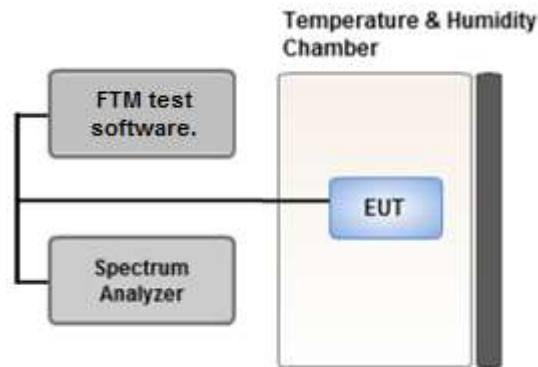 Temperature & Humidity
Chamber
FTM test
software.
EUT
Spectrum
Analyzer